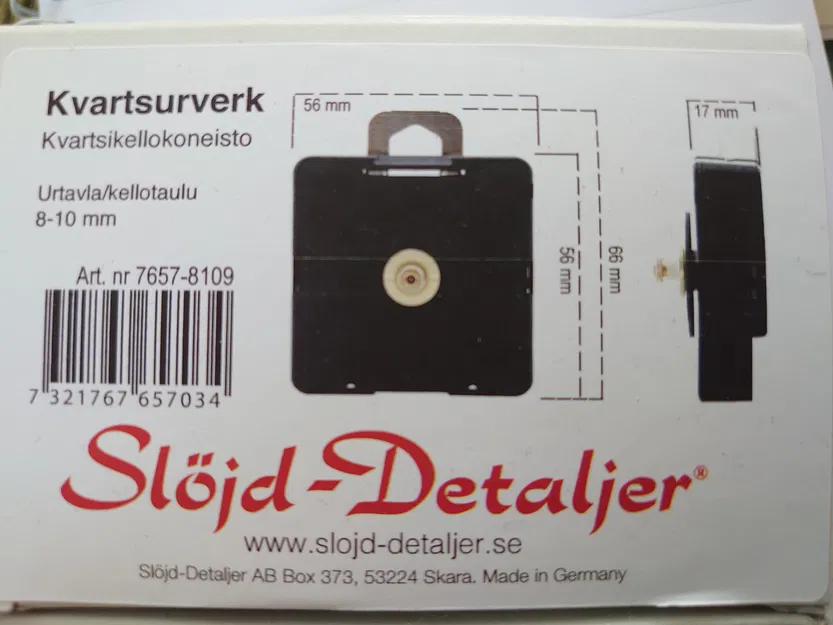 Kvartsurverk
Kvartsikellokoneisto
Urtavla/kellotaulu
8-10 mm
Art. nr 7657-8109
7 321767 657034
56 mm
56 mm
66 mm
17 mm
Slöjd-Detaljer®
www.slojd-detaljer.se
Slöjd-Detaljer AB Box 373, 53224 Skara. Made in Germany